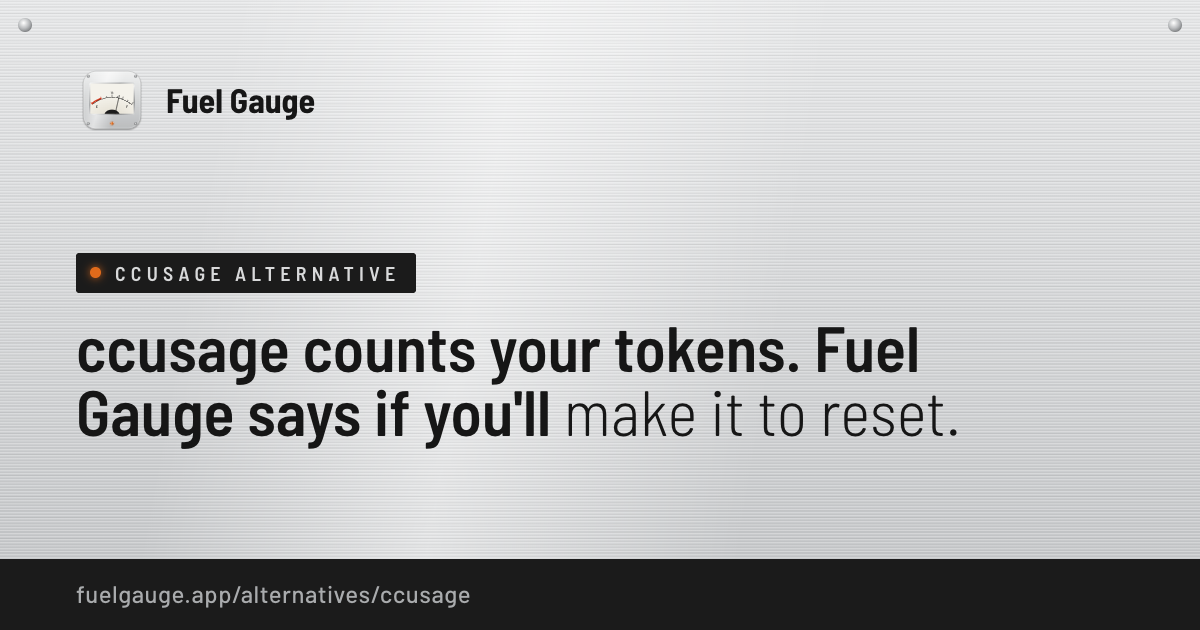 Fuel Gauge
CCUSAGE ALTERNATIVE
ccusage counts your tokens. Fuel
Gauge says if you'll make it to reset.
fuelgauge.app/alternatives/ccusage